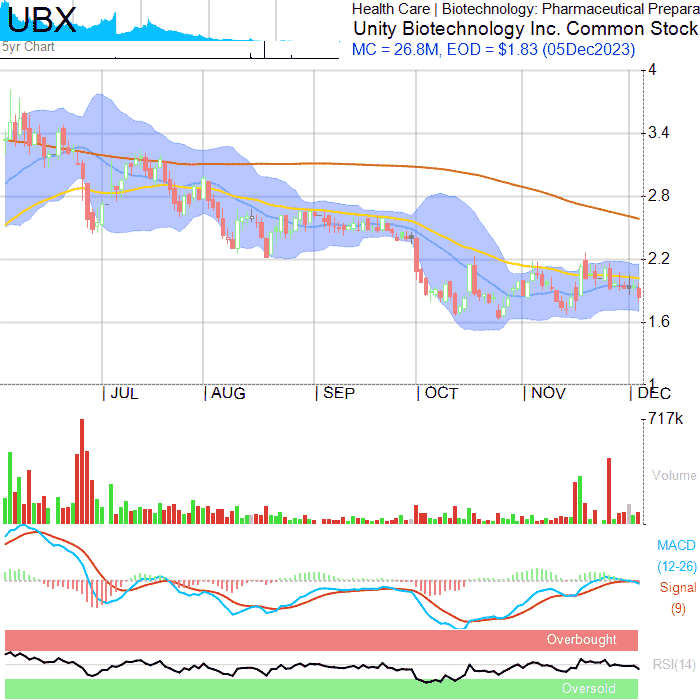 UBX
5yr Chart
Health Care | Biotechnology: Pharmaceutical Prepara
Unity Biotechnology Inc. Common Stock
MC = 26.8M, EOD = $1.83 (05Dec2023)
4
3.4
2.8
2.2
1.6
1
JUL
AUG
SEP
OCT
NOV
DEC
717k
Volume
MACD
(12-26)
Signal
(9)
Overbought
RSI(14)
Oversold